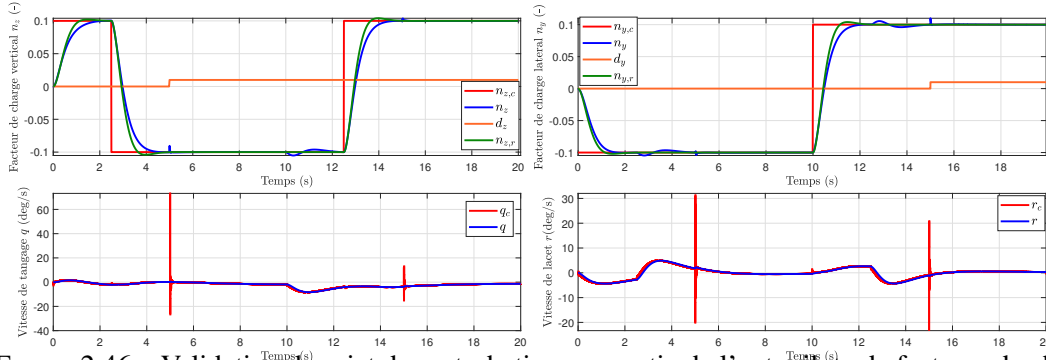 Facteur de charge vertical n_z (-)
0.1
0.05
0
-0.05
-0.1
0 2 4 6 8 10 12 14 16 18 20
Temps (s)
n_{z,c}
n_z
d_z
n_{z,r}
Facteur de charge lateral n_y (-)
0.1
0.05
0
-0.05
-0.1
0 2 4 6 8 10 12 14 16 18
Temps (s)
n_{y,c}
n_y
d_y
n_{y,r}
Vitesse de tangage q (deg/s)
60
40
20
0
-20
-40
0 2 4 6 8 10 12 14 16 18 20
Temps (s)
q_c
q
Vitesse de lacet r(deg/s)
30
20
10
0
-10
-20
0 2 4 6 8 10 12 14 16 18
Temps (s)
r_c
r